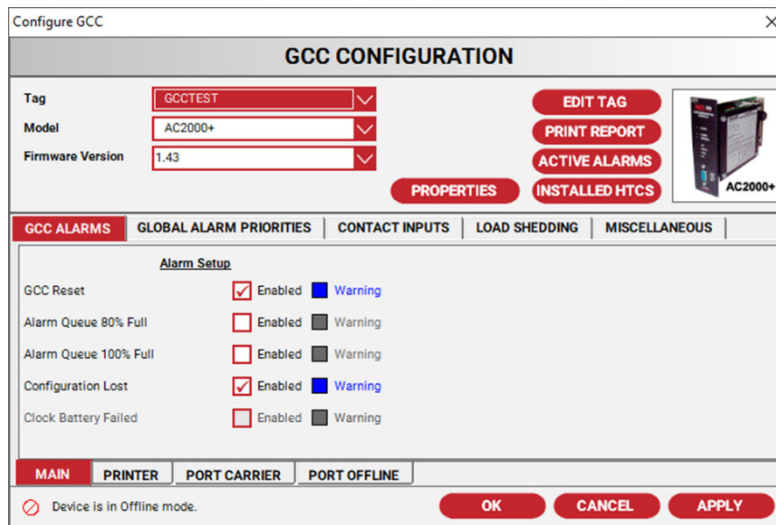 Configure GCC
GCC CONFIGURATION
Tag GCCTEST EDIT TAG
Model AC2000+ PRINT REPORT
Firmware Version 1.43 ACTIVE ALARMS
PROPERTIES INSTALLED HTCS
AC2000+
GCC ALARMS GLOBAL ALARM PRIORITIES CONTACT INPUTS LOAD SHEDDING MISCELLANEOUS
Alarm Setup
GCC Reset Enabled Warning
Alarm Queue 80% Full Enabled Warning
Alarm Queue 100% Full Enabled Warning
Configuration Lost Enabled Warning
Clock Battery Failed Enabled Warning
MAIN PRINTER PORT CARRIER PORT OFFLINE
Device is in Offline mode. OK CANCEL APPLY